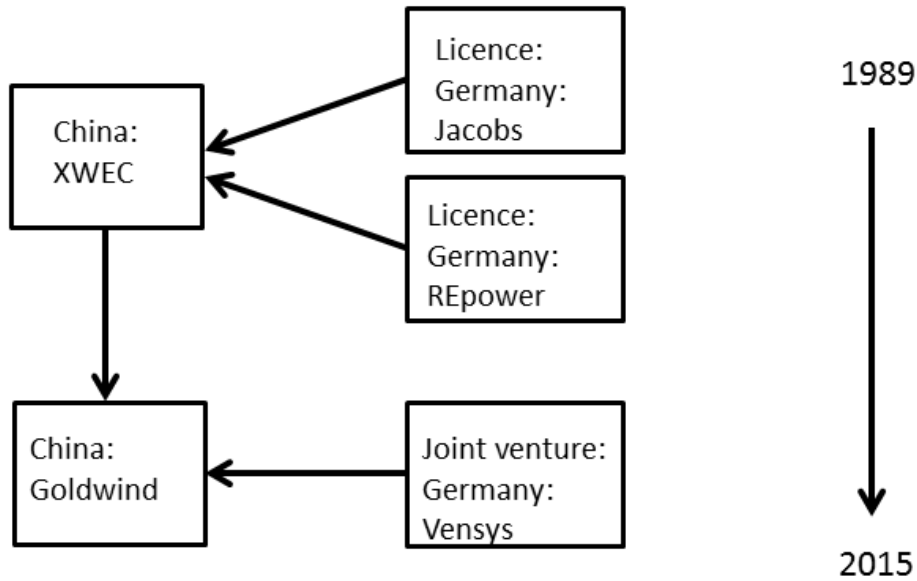 Licence:
Germany:
Jacobs
1989
China:
XWEC
Licence:
Germany:
REpower
China:
Goldwind
Joint venture:
Germany:
Vensys
2015